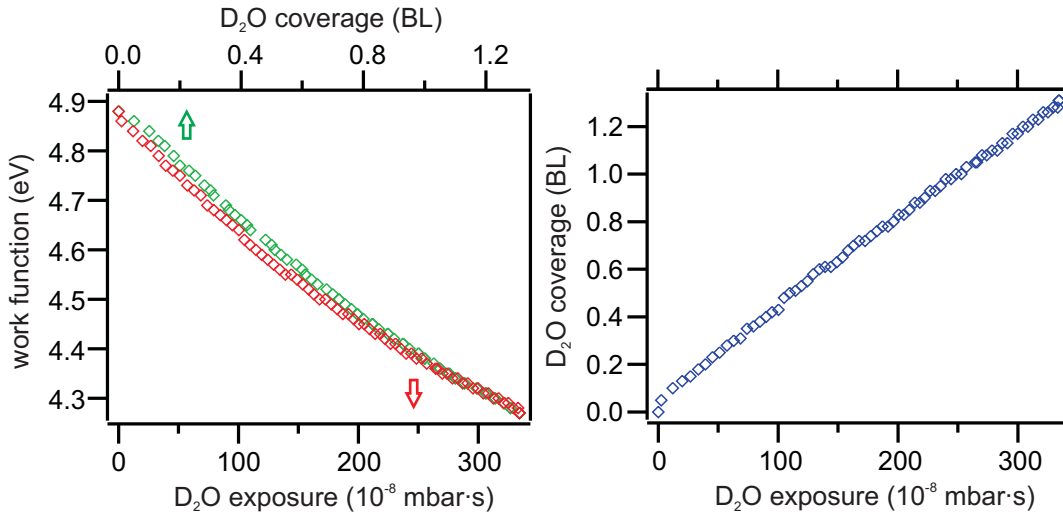 D₂O coverage (BL)
0.0 0.4 0.8 1.2
work function (eV)
4.9
4.8
4.7
4.6
4.5
4.4
4.3
0 100 200 300
D₂O exposure (10⁻⁸ mbar·s)
D₂O coverage (BL)
1.2
1.0
0.8
0.6
0.4
0.2
0.0
0 100 200 300
D₂O exposure (10⁻⁸ mbar·s)